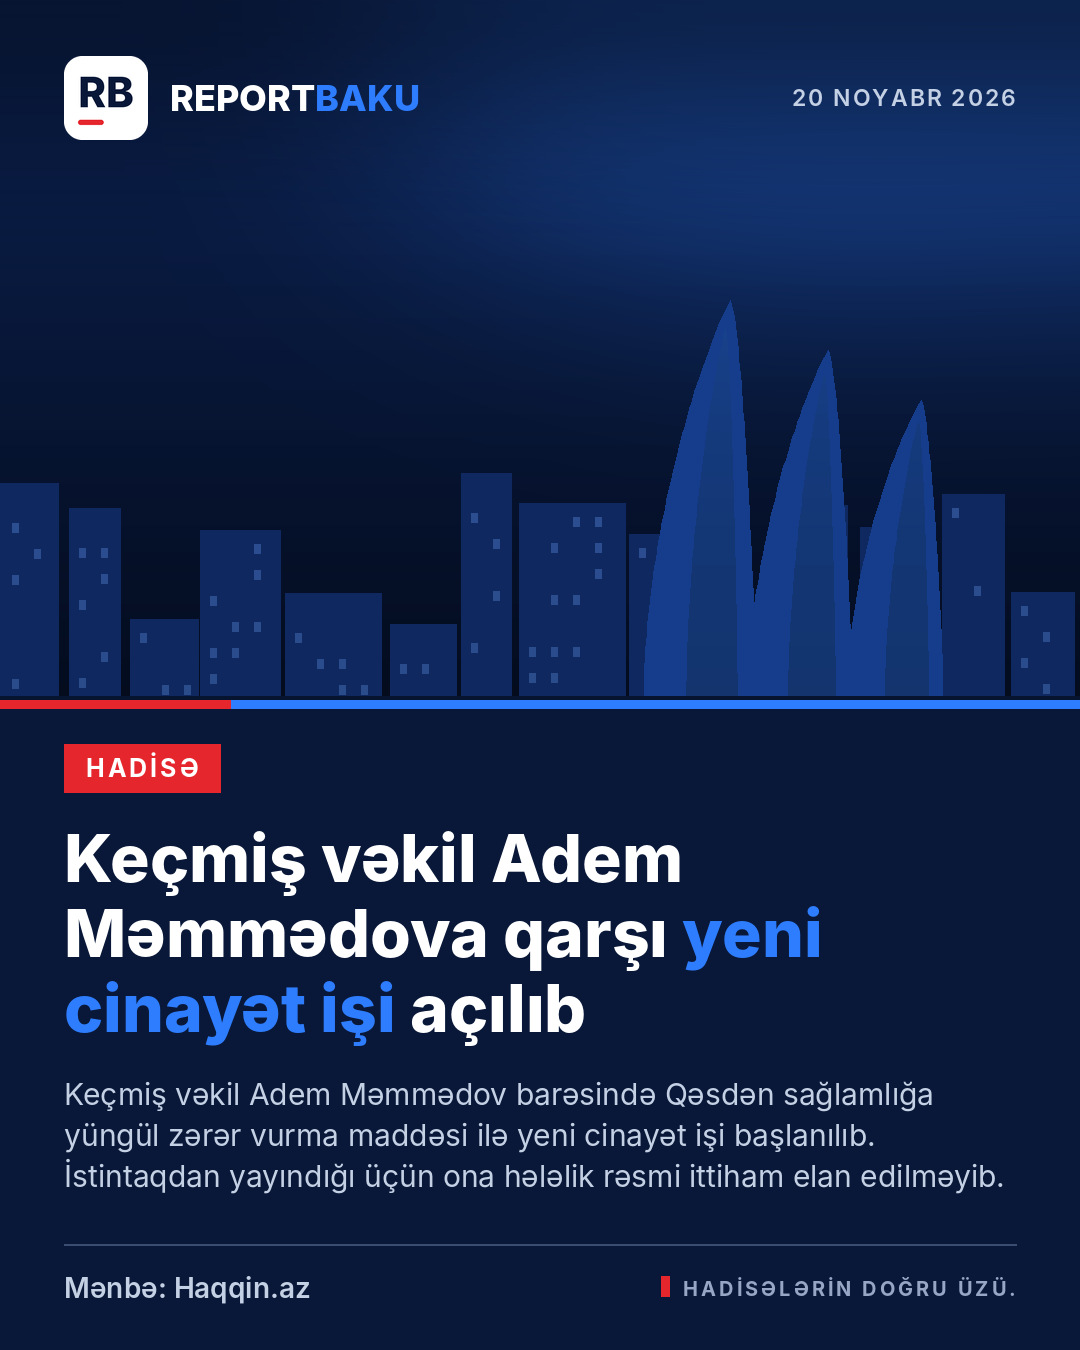 RB
REPORTBAKU
20 NOYABR 2026
HADİSƏ
Keçmiş vəkil Adem
Məmmədova qarşı yeni
cinayət işi açılıb
Keçmiş vəkil Adem Məmmədov barəsində Qəsdən sağlamlığa
yüngül zərər vurma maddəsi ilə yeni cinayət işi başlanılıb.
İstintaqdan yayındığı üçün ona hələlik rəsmi ittiham elan edilməyib.
Mənbə: Haqqin.az
HADİSƏLƏRİN DOĞRU ÜZÜ.